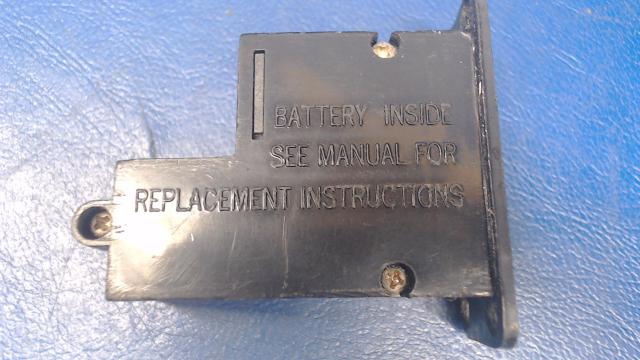 BATTERY INSIDE
SEE MANUAL FOR
REPLACEMENT INSTRUCTIONS